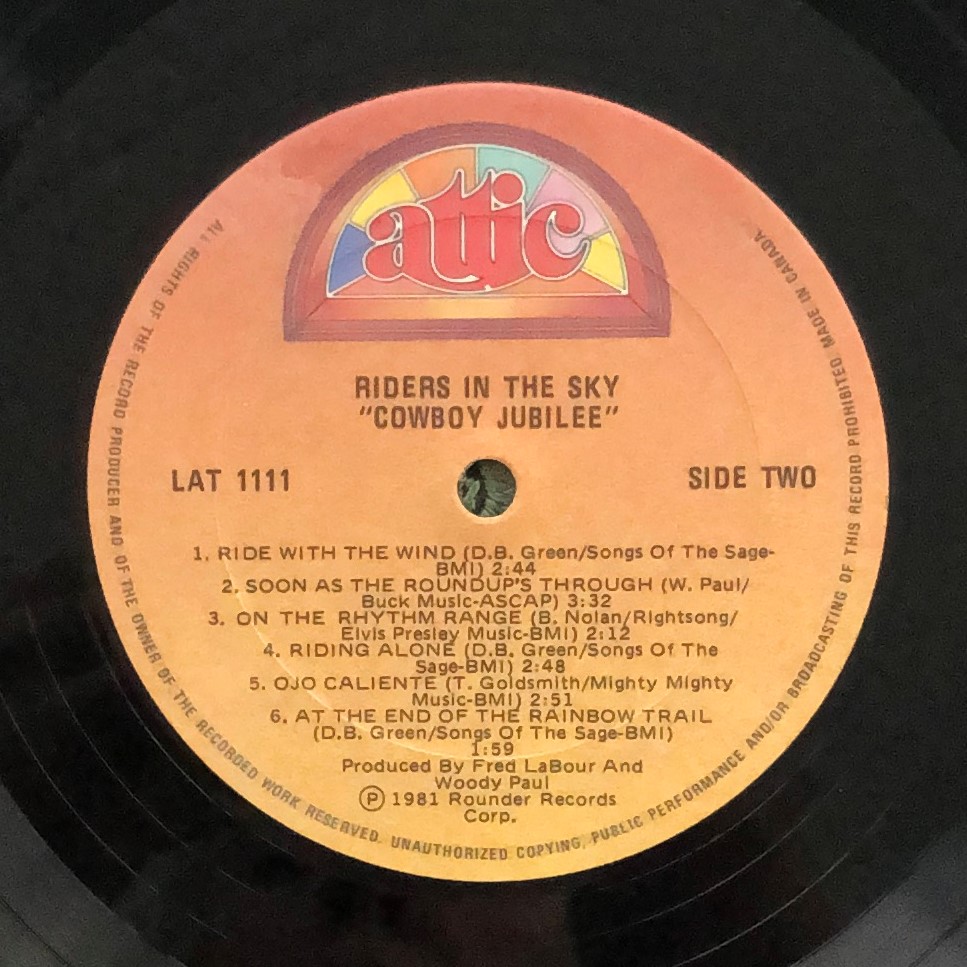 attic
RIDERS IN THE SKY
"COWBOY JUBILEE"
LAT 1111
SIDE TWO
1. RIDE WITH THE WIND (D.B. Green/Songs Of The Sage-
BMI) 2:44
2. SOON AS THE ROUNDUP'S THROUGH (W. Paul/
Buck Music-ASCAP) 3:32
3. ON THE RHYTHM RANGE (B. Nolan/Rightsong/
Elvis Presley Music-BMI) 2:12
4. RIDING ALONE (D.B. Green/Songs Of The
Sage-BMI) 2:48
5. OJO CALIENTE (T. Goldsmith/Mighty Mighty
Music-BMI) 2:51
6. AT THE END OF THE RAINBOW TRAIL
(D.B. Green/Songs Of The Sage-BMI)
1:59
Produced By Fred LaBour And
Woody Paul
Ⓟ 1981 Rounder Records
Corp.
ALL RIGHTS OF THE RECORD PRODUCER AND OF THE OWNER OF THE RECORDED WORK RESERVED. UNAUTHORIZED COPYING, PUBLIC PERFORMANCE AND/OR BROADCASTING OF THIS RECORD PROHIBITED MADE IN CANADA